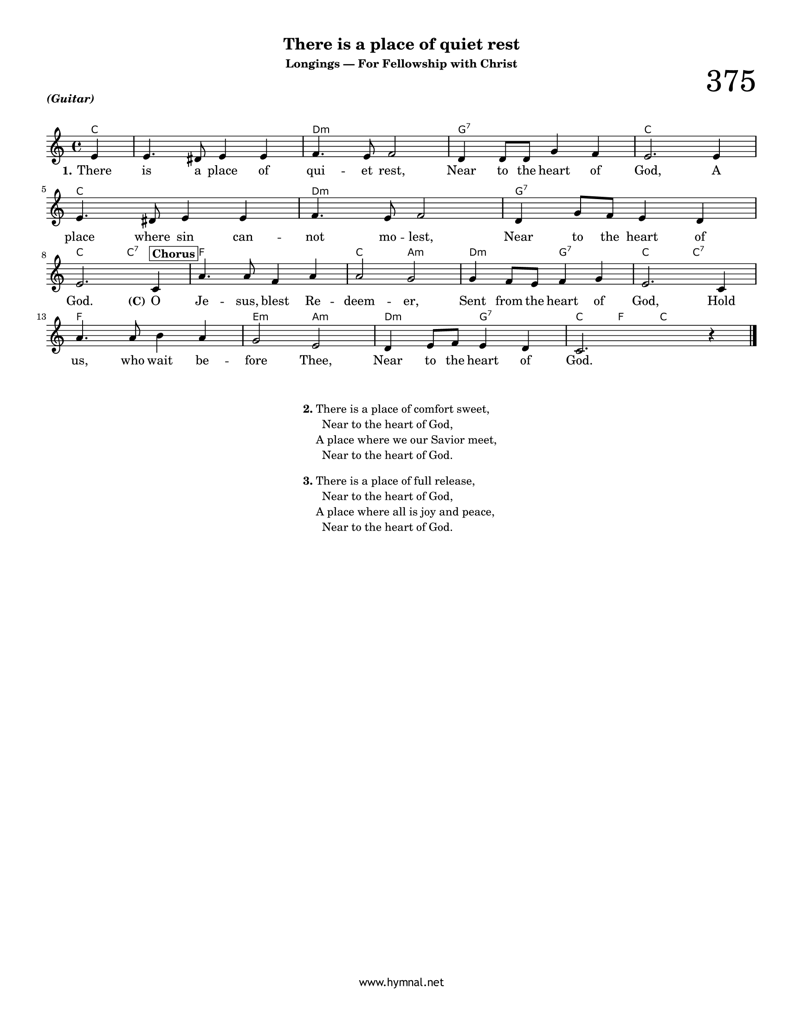 There is a place of quiet rest
Longings — For Fellowship with Christ
375
(Guitar)
C Dm G7 C
1. There is a place of qui - et rest, Near to the heart of God, A
5
C Dm G7
place where sin can - not mo - lest, Near to the heart of
8
C C7 Chorus F C Am Dm G7 C C7
God. (C) O Je - sus, blest Re - deem - er, Sent from the heart of God, Hold
13
F Em Am Dm G7 C F C
us, who wait be - fore Thee, Near to the heart of God.
2. There is a place of comfort sweet,
Near to the heart of God,
A place where we our Savior meet,
Near to the heart of God.
3. There is a place of full release,
Near to the heart of God,
A place where all is joy and peace,
Near to the heart of God.
www.hymnal.net